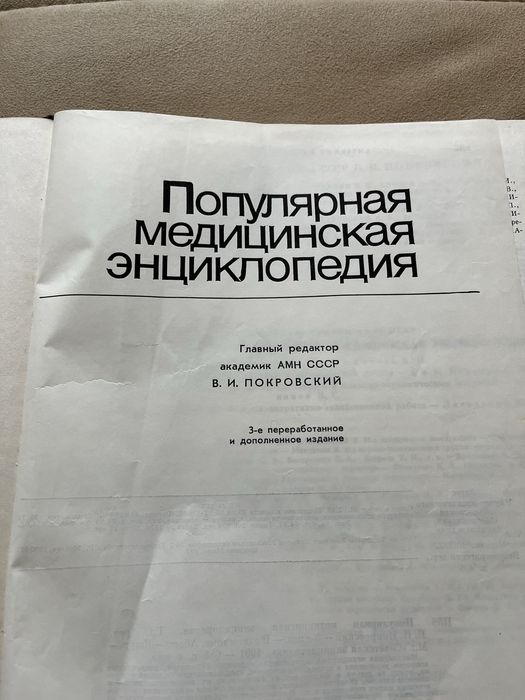 Популярная
медицинская
энциклопедия
Главный редактор
академик АМН СССР
В. И. ПОКРОВСКИЙ
3-е переработанное
и дополненное издание